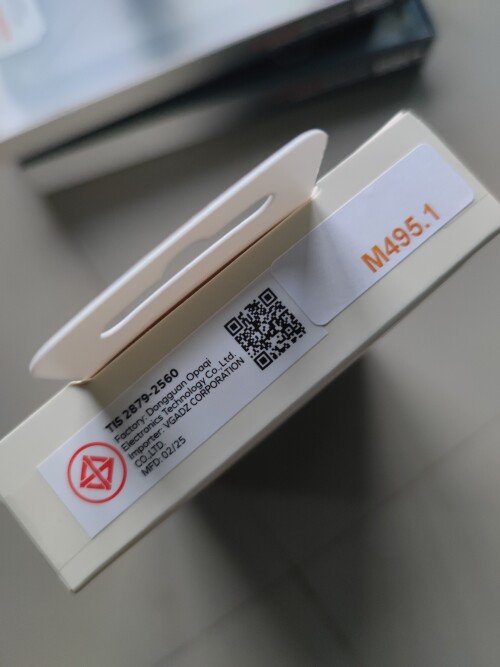 M495.1
TIS 2879-2560
Factory: Dongguan Opaqi
Electronics Technology Co.,Ltd.
Importer: VGADZ CORPORATION
CO.,LTD.
MFD: 02/25